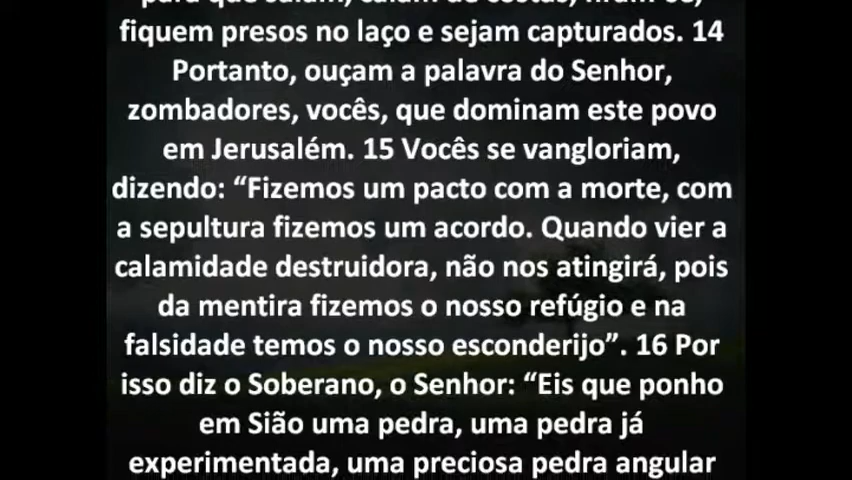 fiquem presos no laço e sejam capturados. 14
Portanto, ouçam a palavra do Senhor,
zombadores, vocês, que dominam este povo
em Jerusalém. 15 Vocês se vangloriam,
dizendo: “Fizemos um pacto com a morte, com
a sepultura fizemos um acordo. Quando vier a
calamidade destruidora, não nos atingirá, pois
da mentira fizemos o nosso refúgio e na
falsidade temos o nosso esconderijo”. 16 Por
isso diz o Soberano, o Senhor: “Eis que ponho
em Sião uma pedra, uma pedra já
experimentada, uma preciosa pedra angular